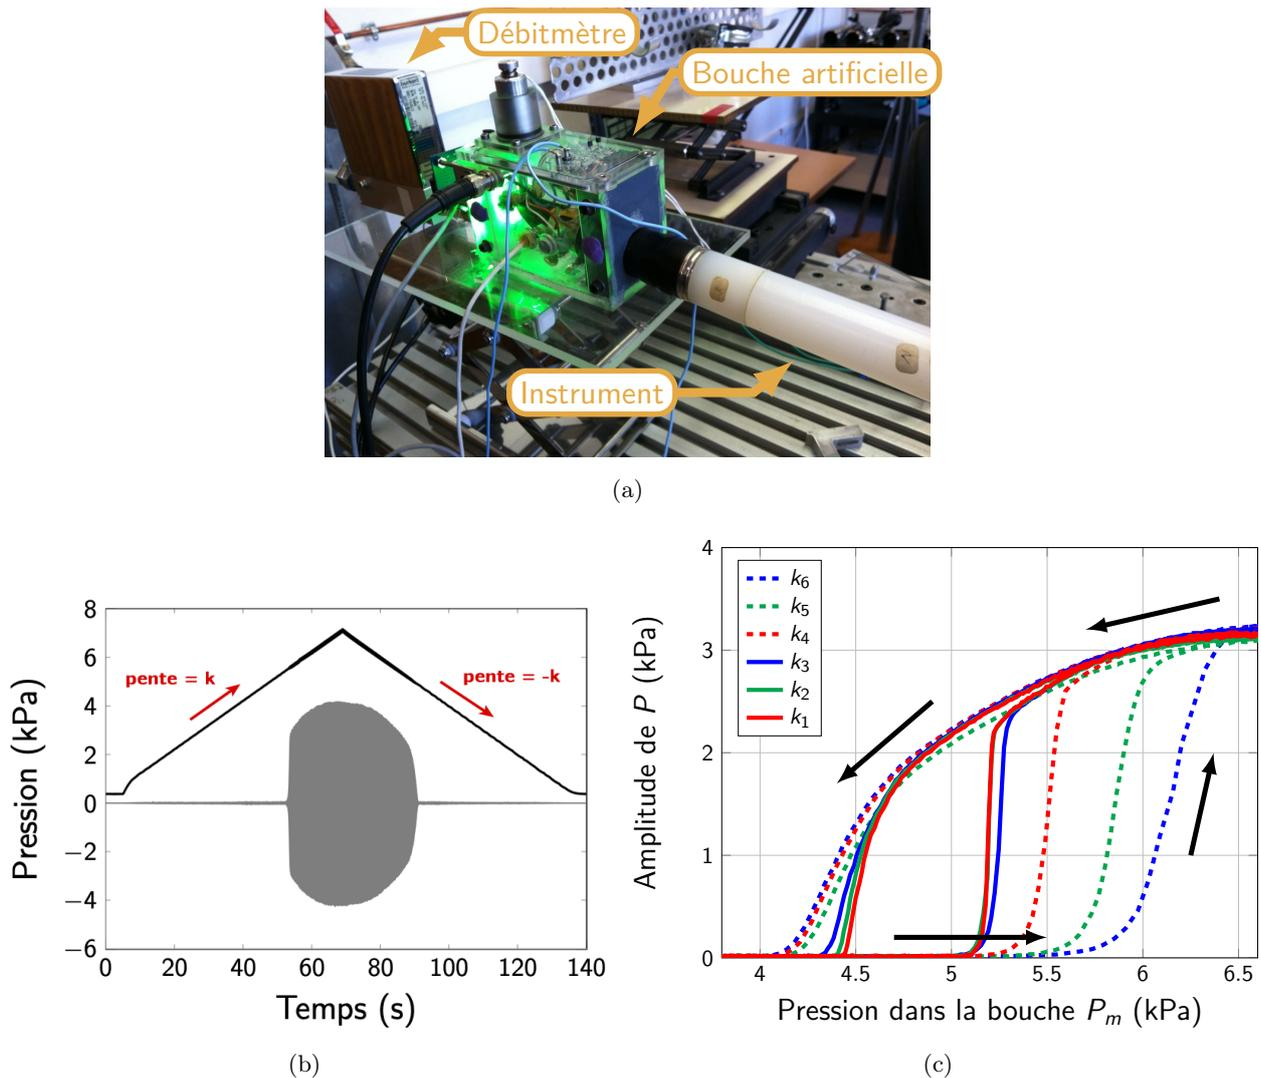 Débitmètre
Bouche artificielle
Instrument
(a)
8
6
4
2
0
−2
−4
−6
Pression (kPa)
pente = k
pente = -k
0 20 40 60 80 100 120 140
Temps (s)
(b)
4
3
2
1
0
Amplitude de P (kPa)
k6
k5
k4
k3
k2
k1
4 4.5 5 5.5 6 6.5
Pression dans la bouche Pm (kPa)
(c)